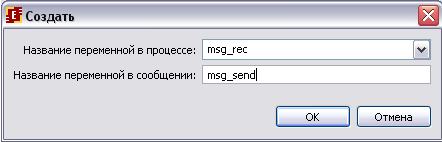 Создать
Название переменной в процессе: msg_rec
Название переменной в сообщении: msg_send
OK Отмена